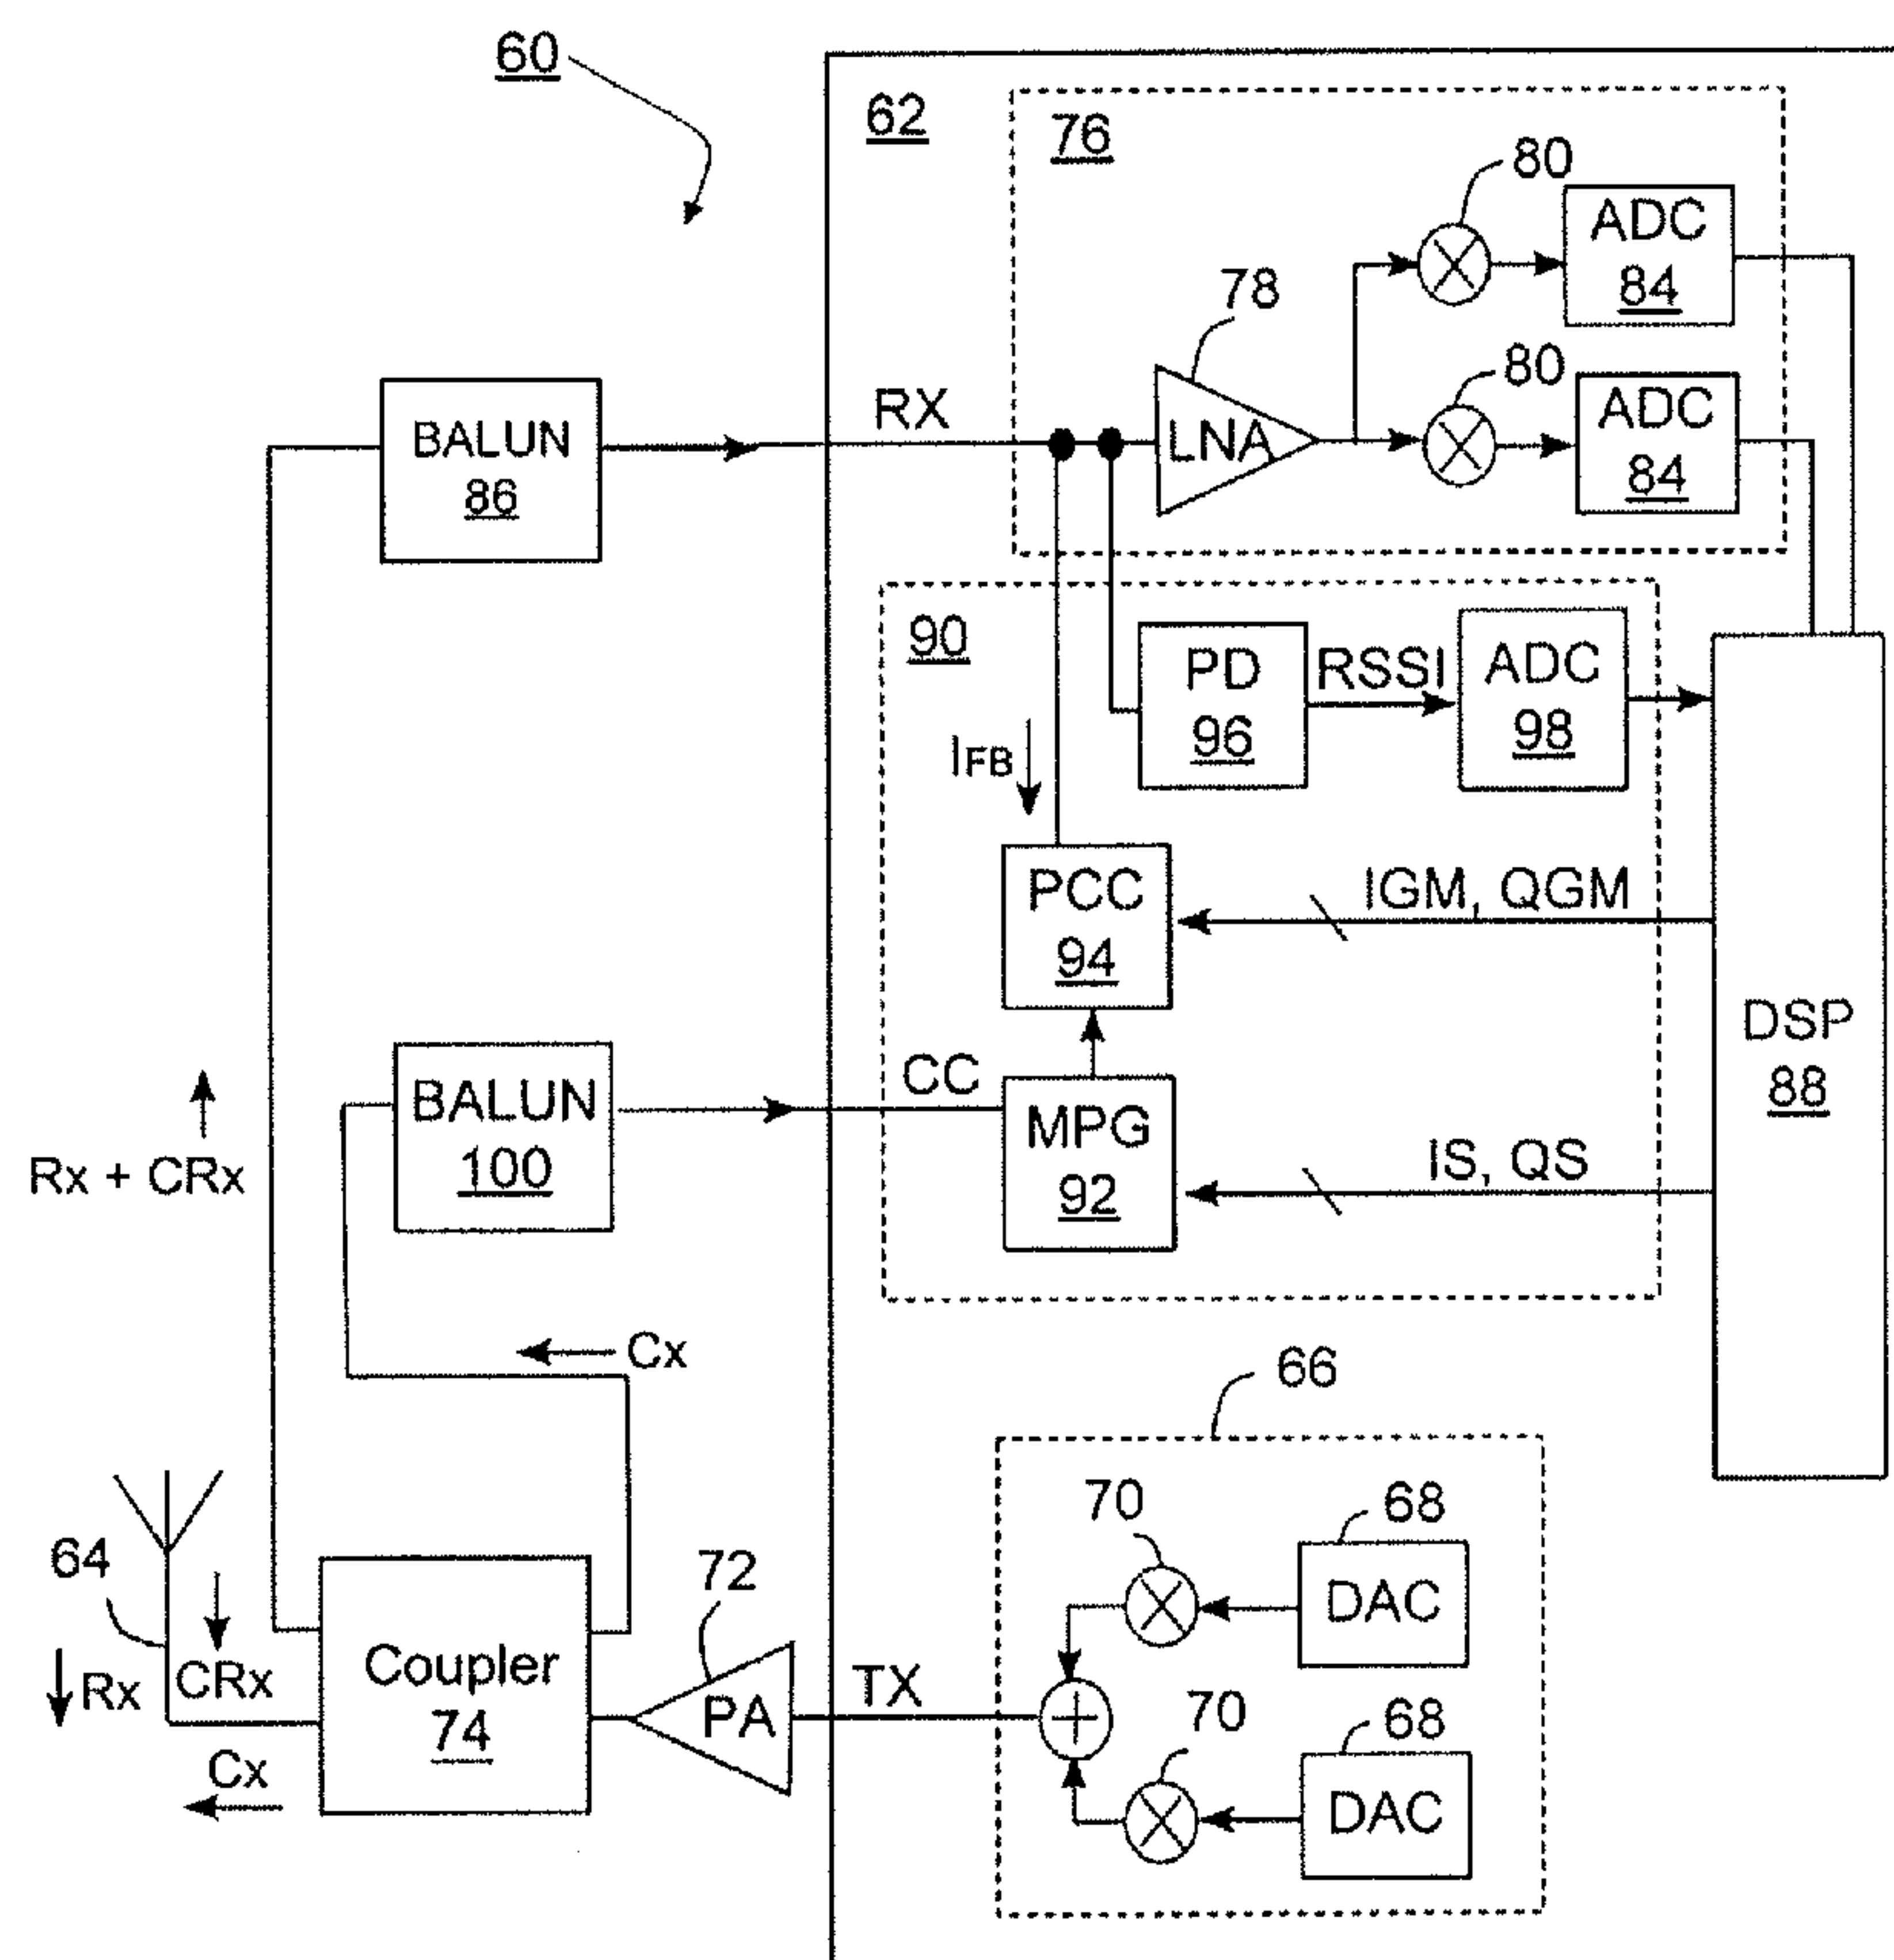 60
62
76
80
ADC
84
78
80
ADC
84
BALUN
86
RX
LNA
90
PD
96
RSSI
ADC
98
IFB
PCC
94
IGM, QGM
DSP
88
BALUN
100
CC
MPG
92
IS, QS
Rx + CRx
Cx
66
70
68
DAC
64
72
Coupler
74
CRx
Rx
PA
TX
70
68
DAC
Cx